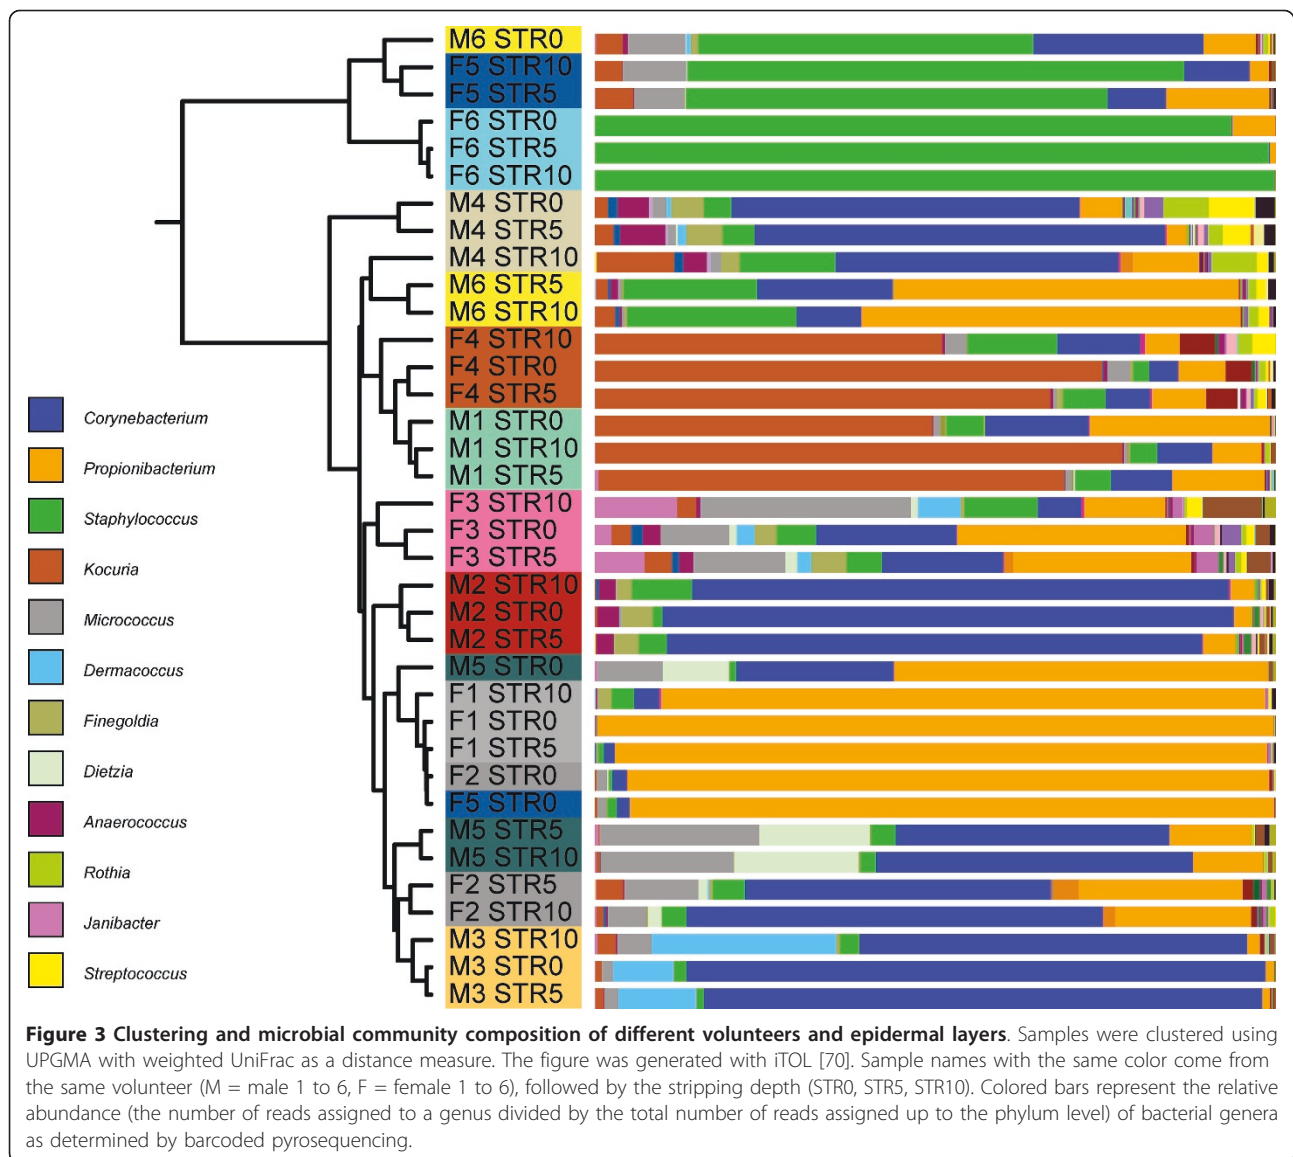 M6 STR0
F5 STR10
F5 STR5
F6 STR0
F6 STR5
F6 STR10
M4 STR0
M4 STR5
M4 STR10
M6 STR5
M6 STR10
F4 STR10
F4 STR0
F4 STR5
M1 STR0
M1 STR10
M1 STR5
F3 STR10
F3 STR0
F3 STR5
M2 STR10
M2 STR0
M2 STR5
M5 STR0
F1 STR10
F1 STR0
F1 STR5
F2 STR0
F5 STR0
M5 STR5
M5 STR10
F2 STR5
F2 STR10
M3 STR10
M3 STR0
M3 STR5
Corynebacterium
Propionibacterium
Staphylococcus
Kocuria
Micrococcus
Dermacoccus
Finegoldia
Dietzia
Anaerococcus
Rothia
Janibacter
Streptococcus
Figure 3 Clustering and microbial community composition of different volunteers and epidermal layers. Samples were clustered using
UPGMA with weighted UniFrac as a distance measure. The figure was generated with iTOL [70]. Sample names with the same color come from
the same volunteer (M = male 1 to 6, F = female 1 to 6), followed by the stripping depth (STR0, STR5, STR10). Colored bars represent the relative
abundance (the number of reads assigned to a genus divided by the total number of reads assigned up to the phylum level) of bacterial genera
as determined by barcoded pyrosequencing.